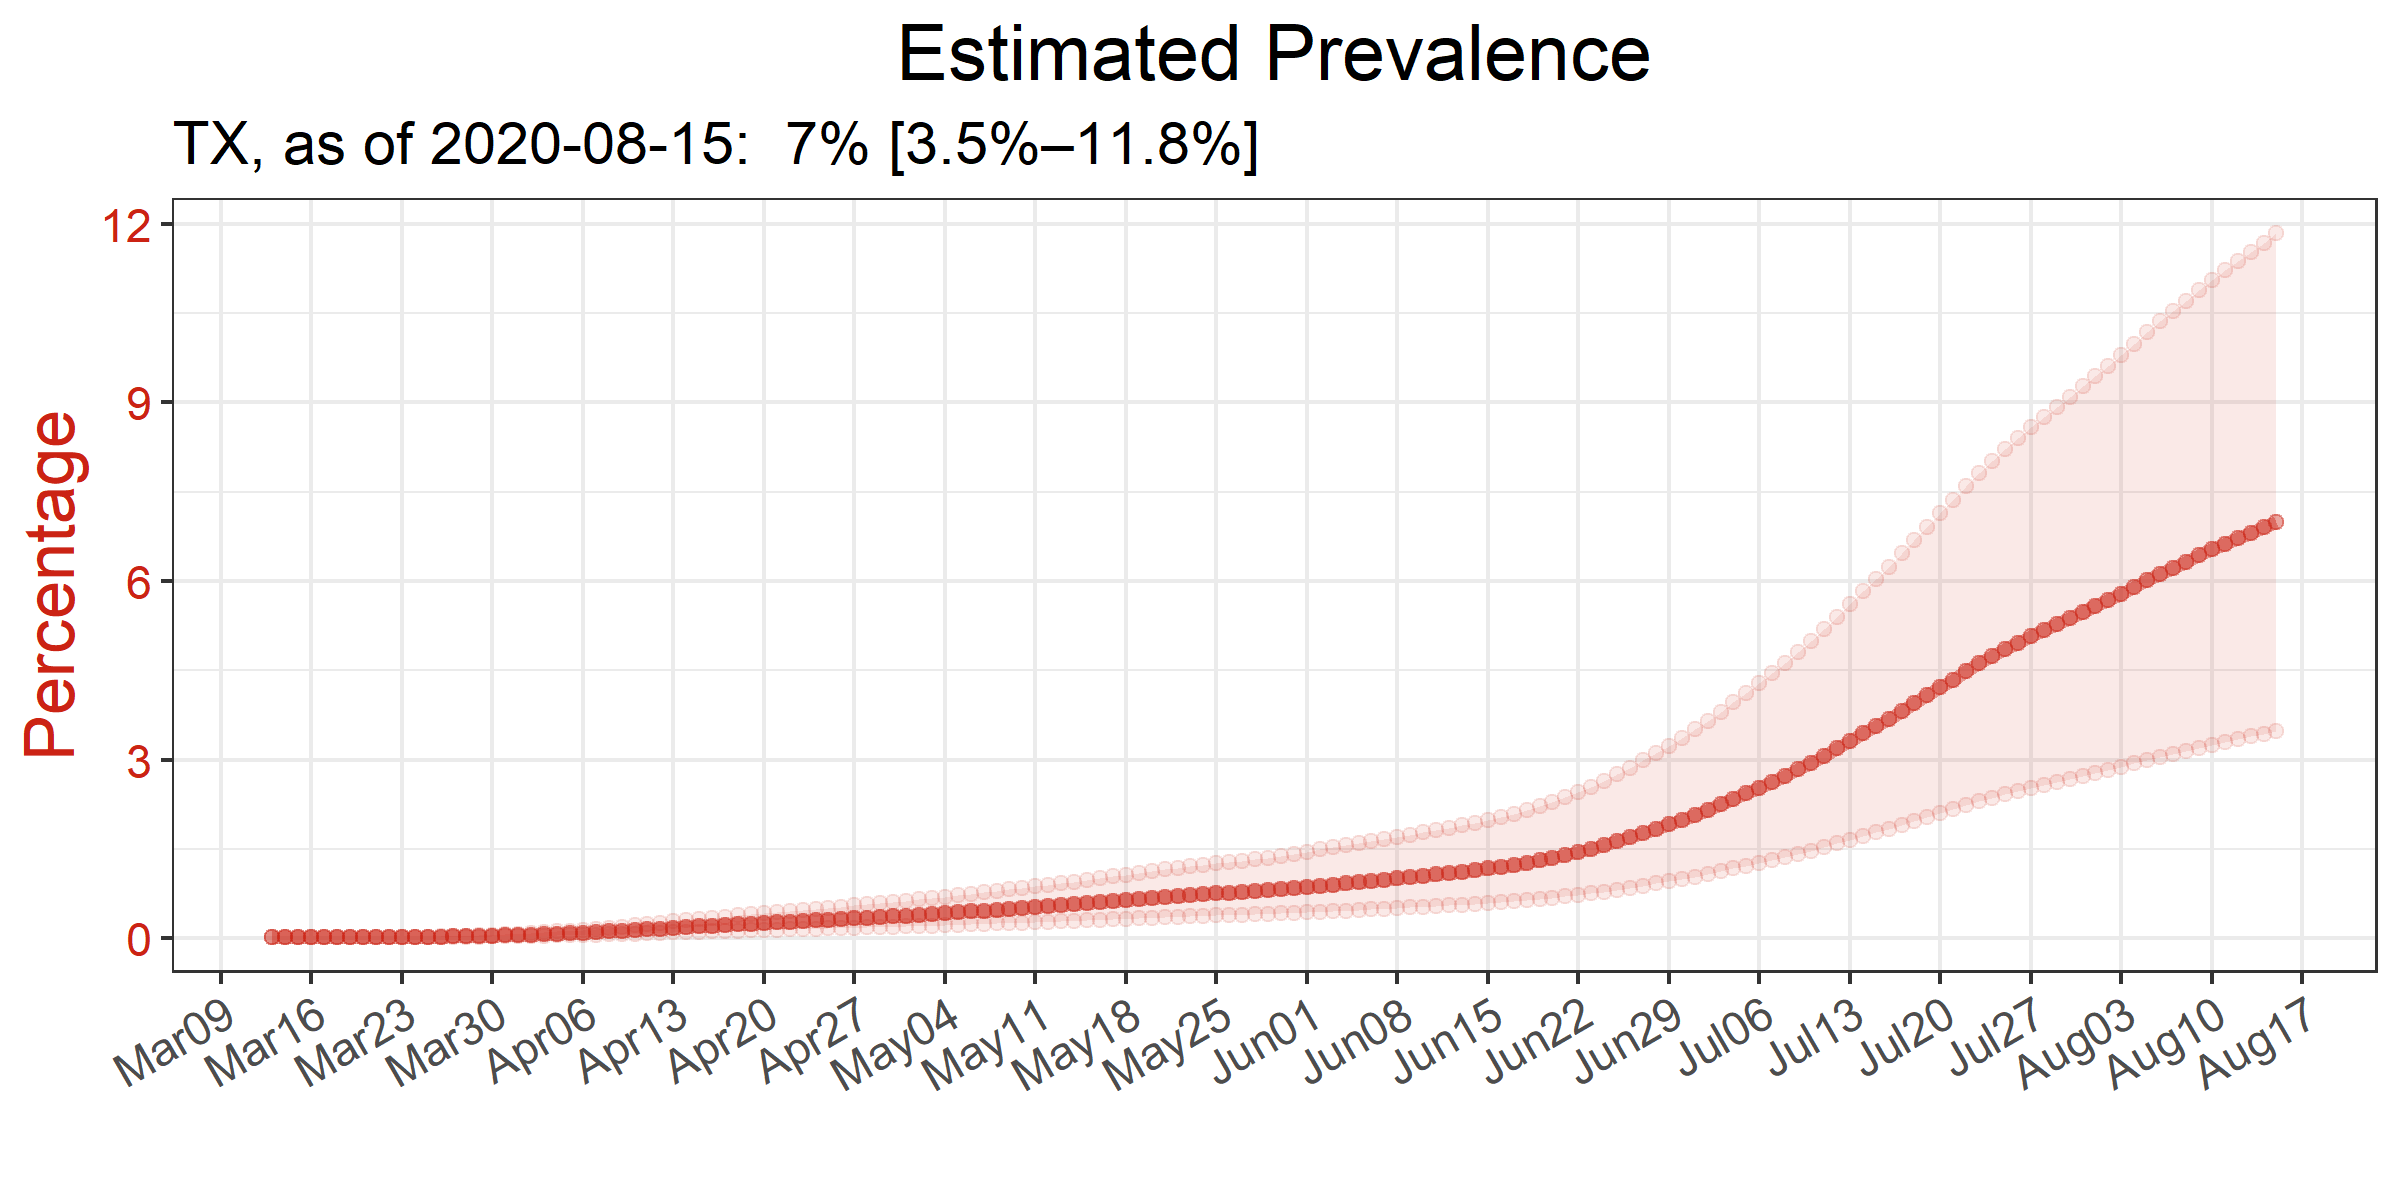 Estimated Prevalence
TX, as of 2020-08-15:  7% [3.5%–11.8%]
Percentage
12
9
6
3
0
Mar09
Mar16
Mar23
Mar30
Apr06
Apr13
Apr20
Apr27
May04
May11
May18
May25
Jun01
Jun08
Jun15
Jun22
Jun29
Jul06
Jul13
Jul20
Jul27
Aug03
Aug10
Aug17